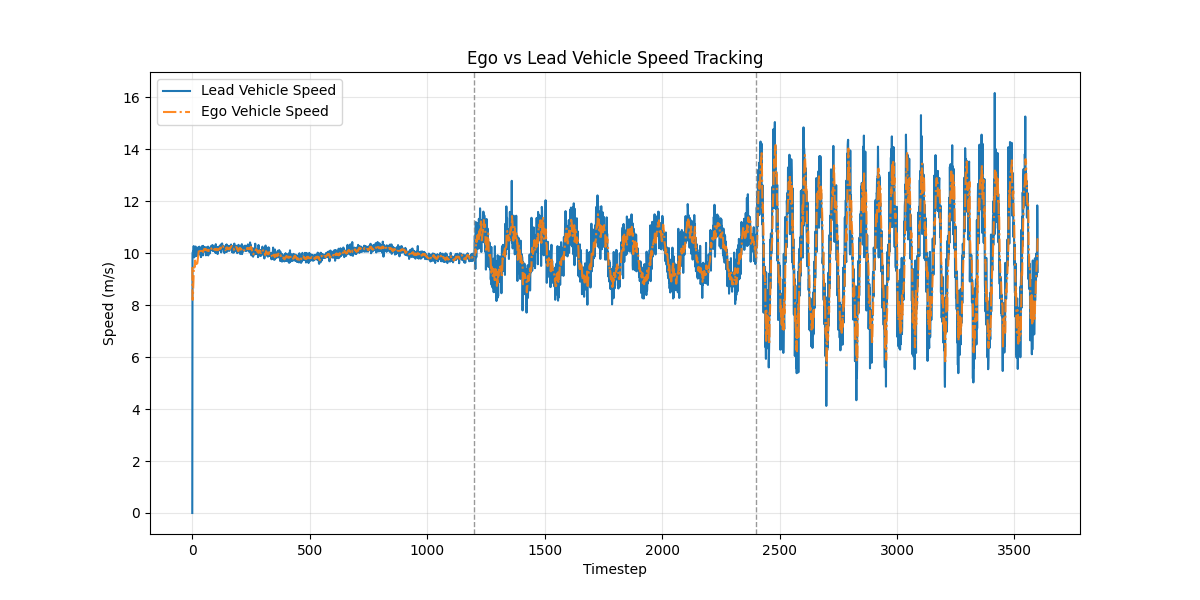 Ego vs Lead Vehicle Speed Tracking
Lead Vehicle Speed
Ego Vehicle Speed
Speed (m/s)
16
14
12
10
8
6
4
2
0
0 500 1000 1500 2000 2500 3000 3500
Timestep